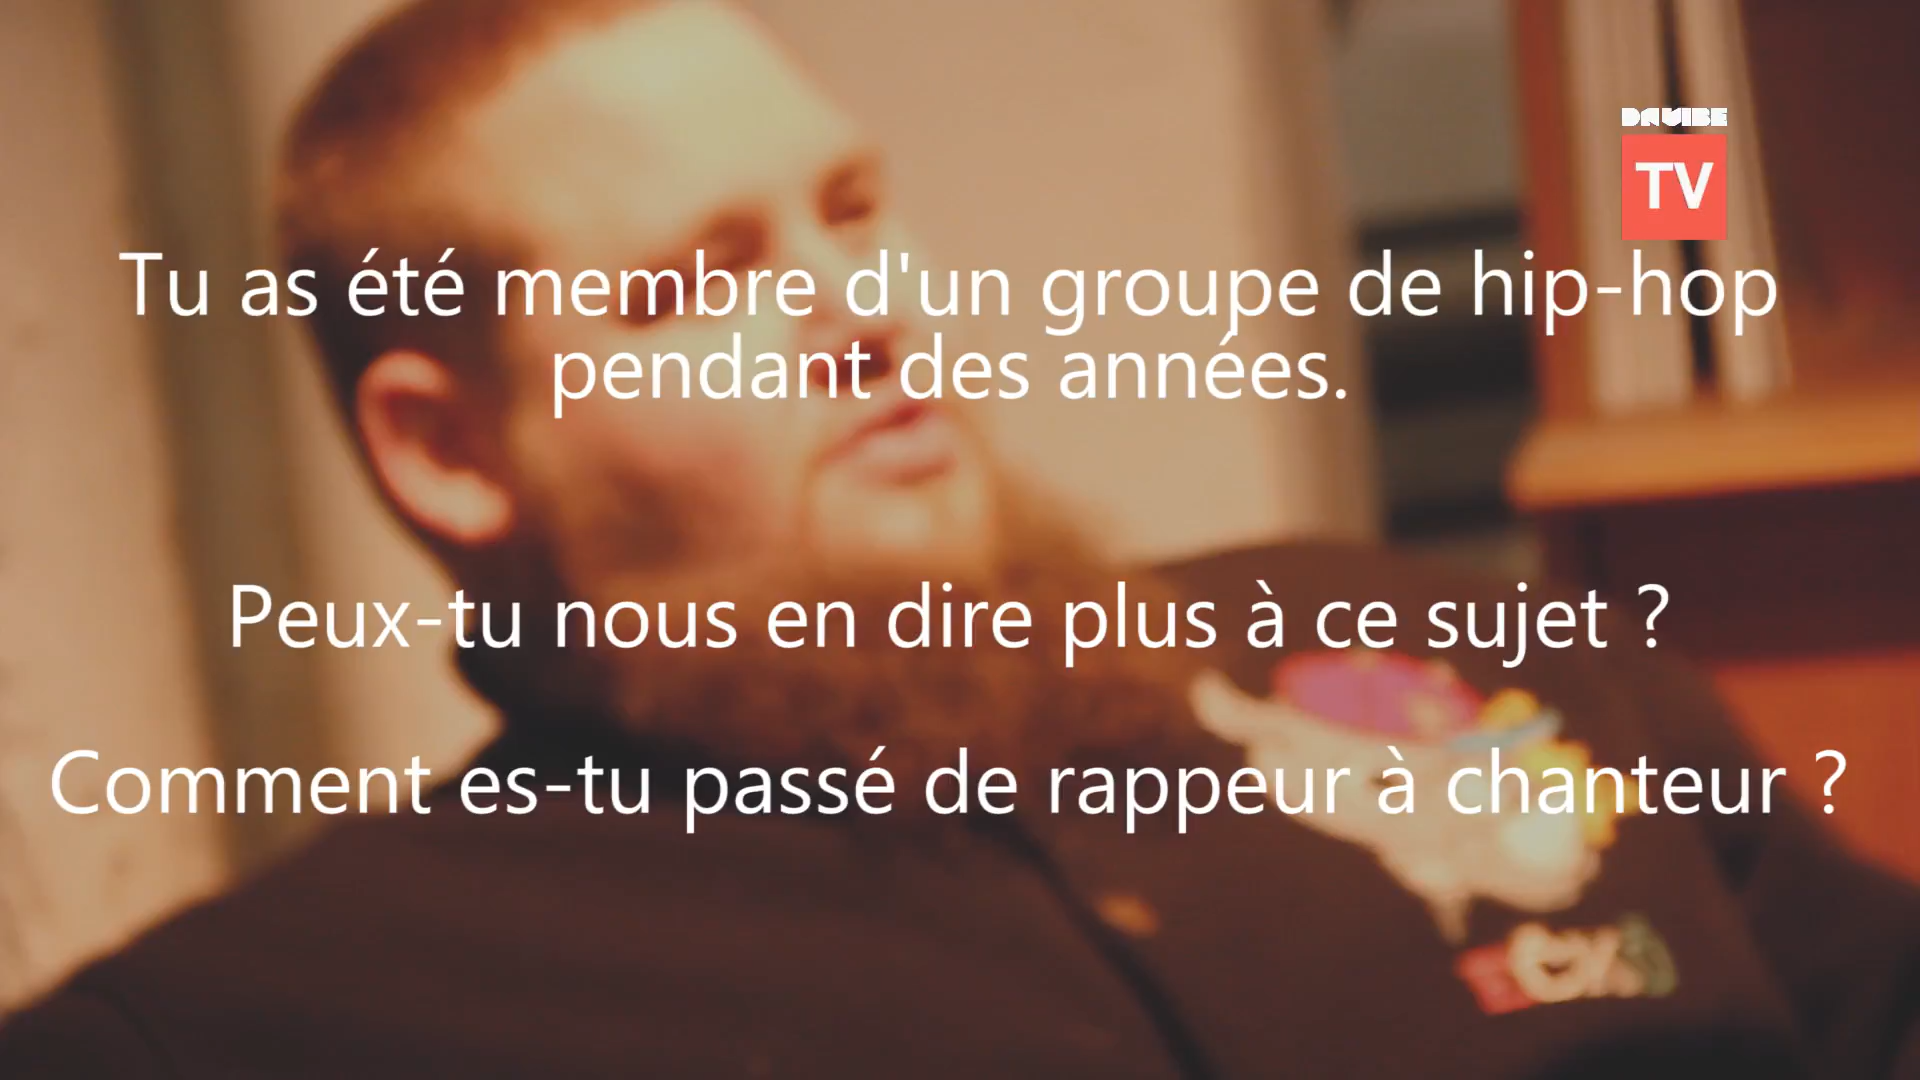 DAVIBE
TV
Tu as été membre d'un groupe de hip-hop
pendant des années.
Peux-tu nous en dire plus à ce sujet ?
Comment es-tu passé de rappeur à chanteur ?